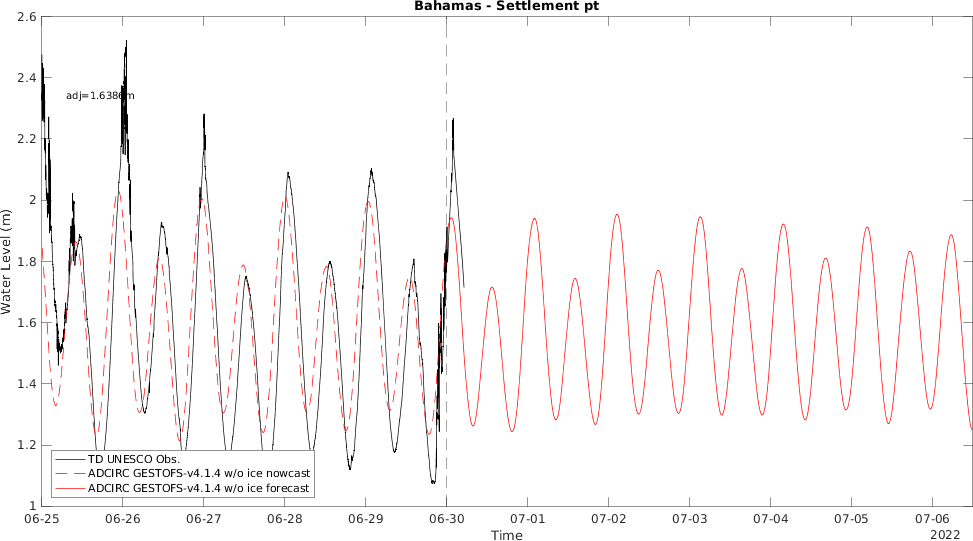 Bahamas - Settlement pt
2.6
2.4
2.2
2
1.8
1.6
1.4
1.2
1
Water Level (m)
adj=1.6386m
TD UNESCO Obs.
ADCIRC GESTOFS-v4.1.4 w/o ice nowcast
ADCIRC GESTOFS-v4.1.4 w/o ice forecast
06-25 06-26 06-27 06-28 06-29 06-30 07-01 07-02 07-03 07-04 07-05 07-06
Time
2022